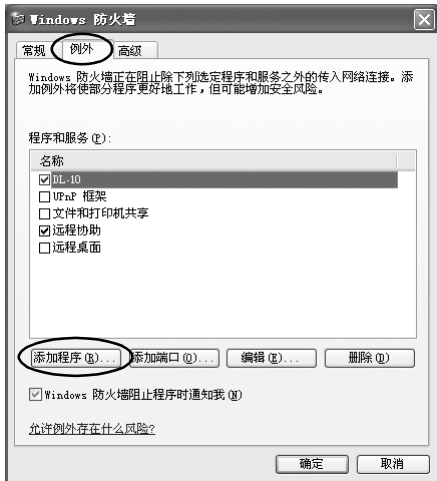 Windows 防火墙
常规 例外 高级
Windows 防火墙正在阻止除下列选定程序和服务之外的传入网络连接。添
加例外将使部分程序更好地工作，但可能增加安全风险。
程序和服务(P):
名称
DL-10
UPnP 框架
文件和打印机共享
远程协助
远程桌面
添加程序(R)... 添加端口(O)... 编辑(E)... 删除(D)
Windows 防火墙阻止程序时通知我(N)
允许例外存在什么风险?
确定 取消